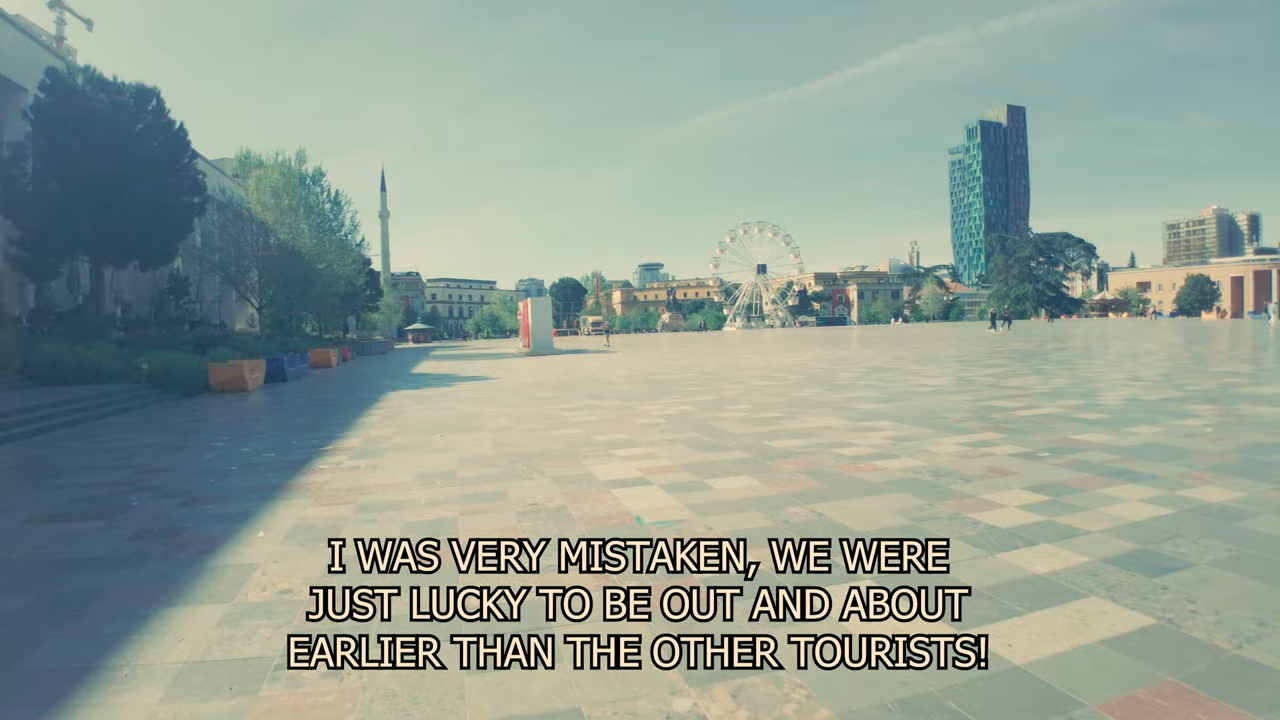 I WAS VERY MISTAKEN, WE WERE
JUST LUCKY TO BE OUT AND ABOUT
EARLIER THAN THE OTHER TOURISTS!